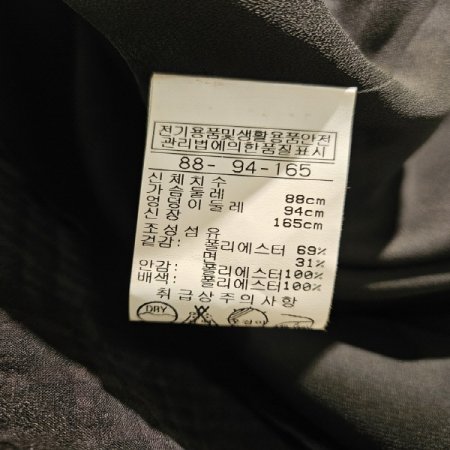 전기용품및생활용품안전
관리법에의한품질표시
88- 94-165
신체치수
가슴둘레 88cm
엉덩이둘레 94cm
신장 165cm
조성섬유
겉감: 폴리에스터 69%
면 31%
안감: 폴리에스터100%
배색: 폴리에스터100%
취급상주의사항
DRY